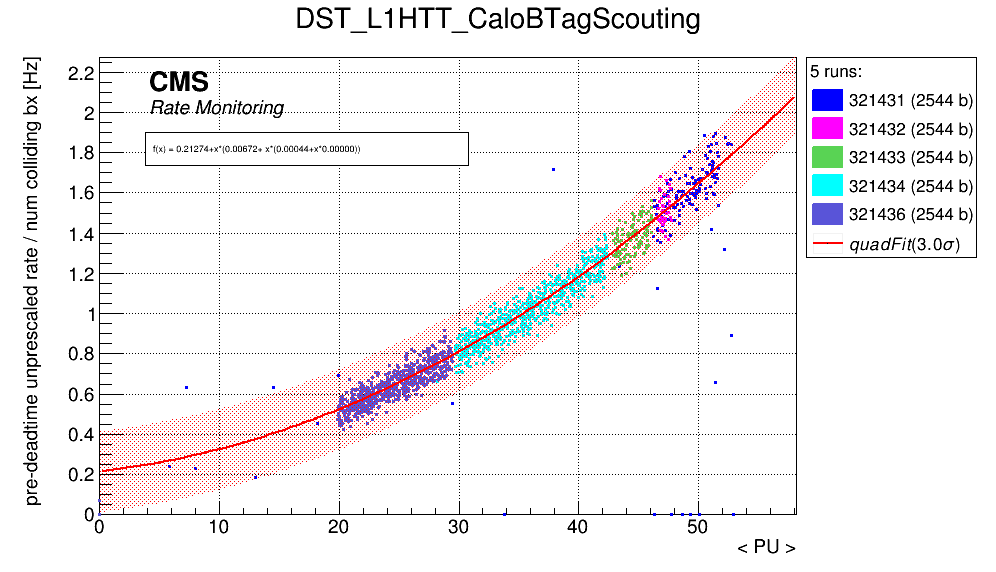 DST_L1HTT_CaloBTagScouting
pre-deadtime unprescaled rate / num colliding bx [Hz]
CMS
Rate Monitoring
f(x) = 0.21274+x*(0.00672+ x*(0.00044+x*0.00000))
2.2
2
1.8
1.6
1.4
1.2
1
0.8
0.6
0.4
0.2
0
0 10 20 30 40 50
< PU >
5 runs:
321431 (2544 b)
321432 (2544 b)
321433 (2544 b)
321434 (2544 b)
321436 (2544 b)
quadFit(3.0σ)